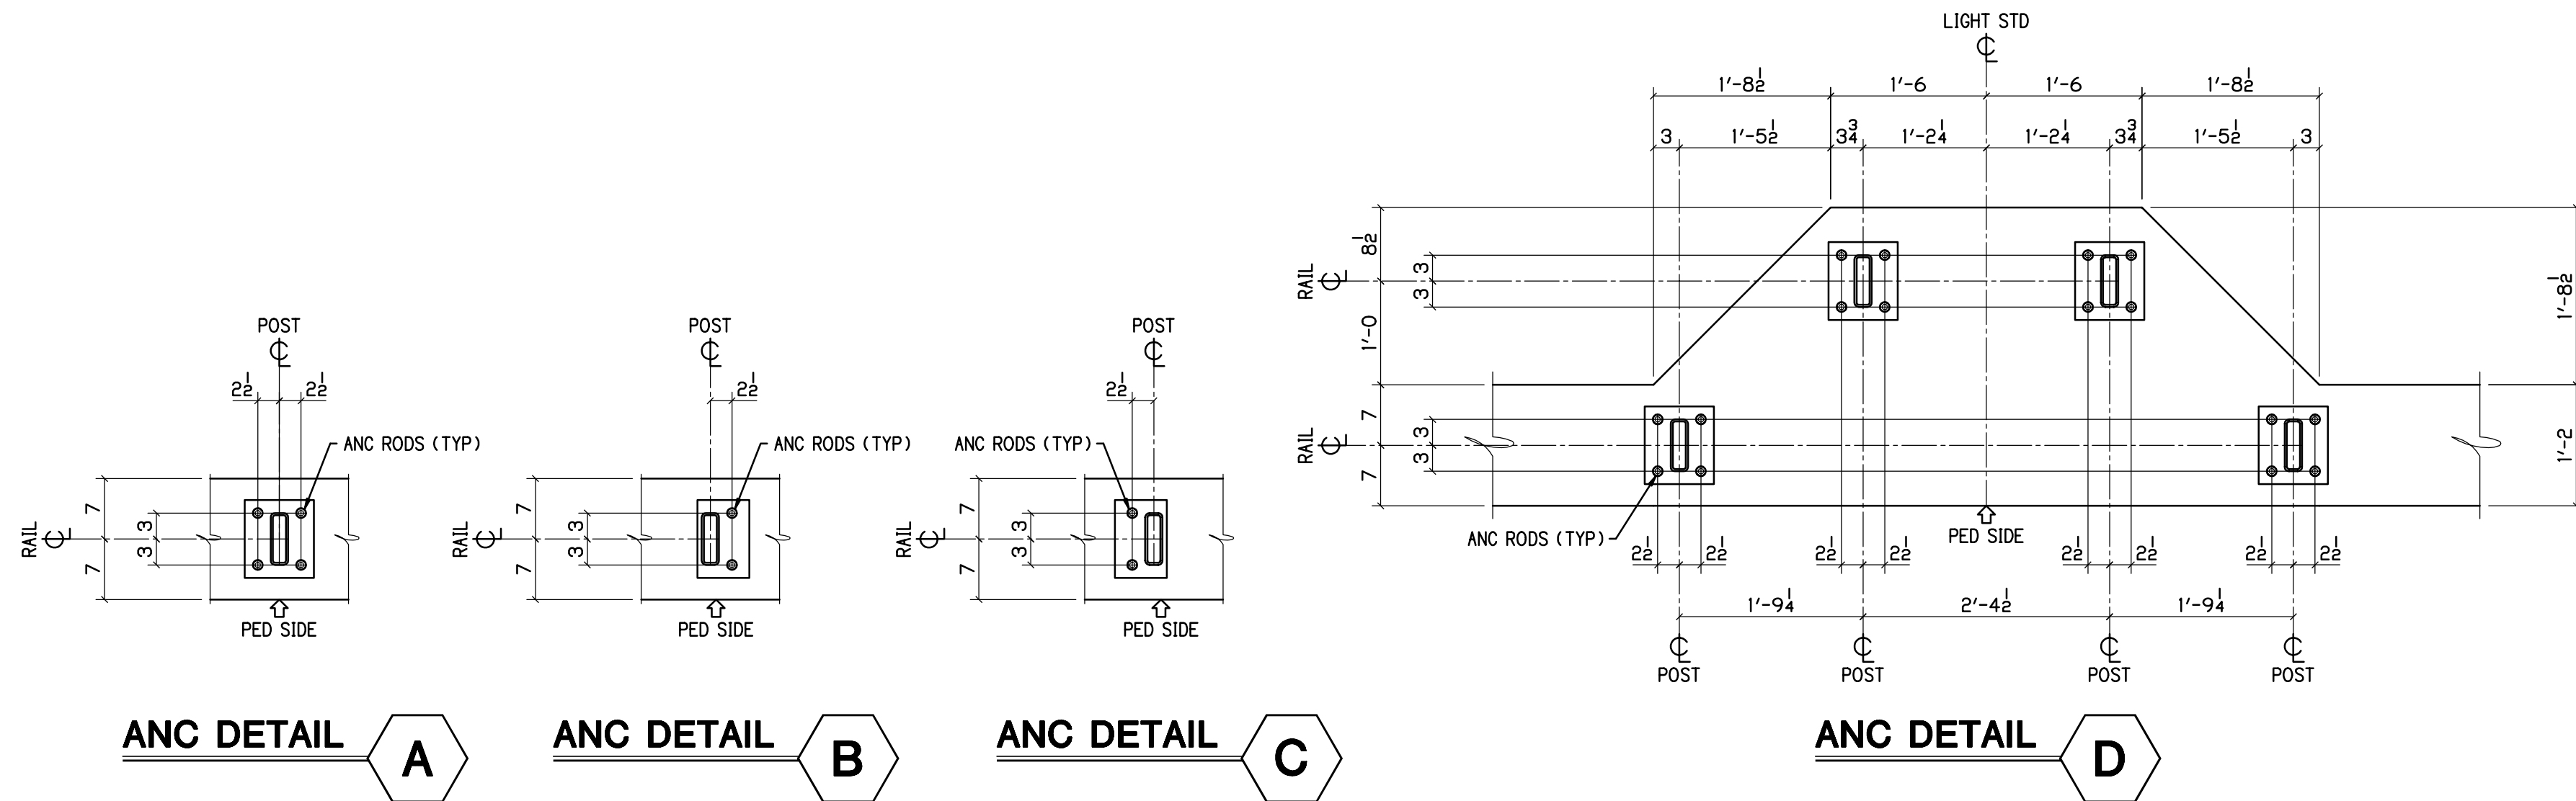 POST
℄
2½ 2½
ANC RODS (TYP)
RAIL ℄
7
7
3
3
PED SIDE
ANC DETAIL A
POST
℄
2½
ANC RODS (TYP)
RAIL ℄
7
7
3
3
PED SIDE
ANC DETAIL B
POST
℄
2½
ANC RODS (TYP)
RAIL ℄
7
7
3
3
PED SIDE
ANC DETAIL C
LIGHT STD
℄
1'-8½ 1'-6 1'-6 1'-8½
3 1'-5½ 3¾ 1'-2¼ 1'-2¼ 3¾ 1'-5½ 3
8½
RAIL ℄
3
3
1'-0
1'-8½
RAIL ℄
7
7
3
3
1'-2
ANC RODS (TYP)
PED SIDE
2½ 2½ 2½ 2½ 2½ 2½ 2½ 2½
1'-9¼ 2'-4½ 1'-9¼
℄ ℄ ℄ ℄
POST POST POST POST
ANC DETAIL D